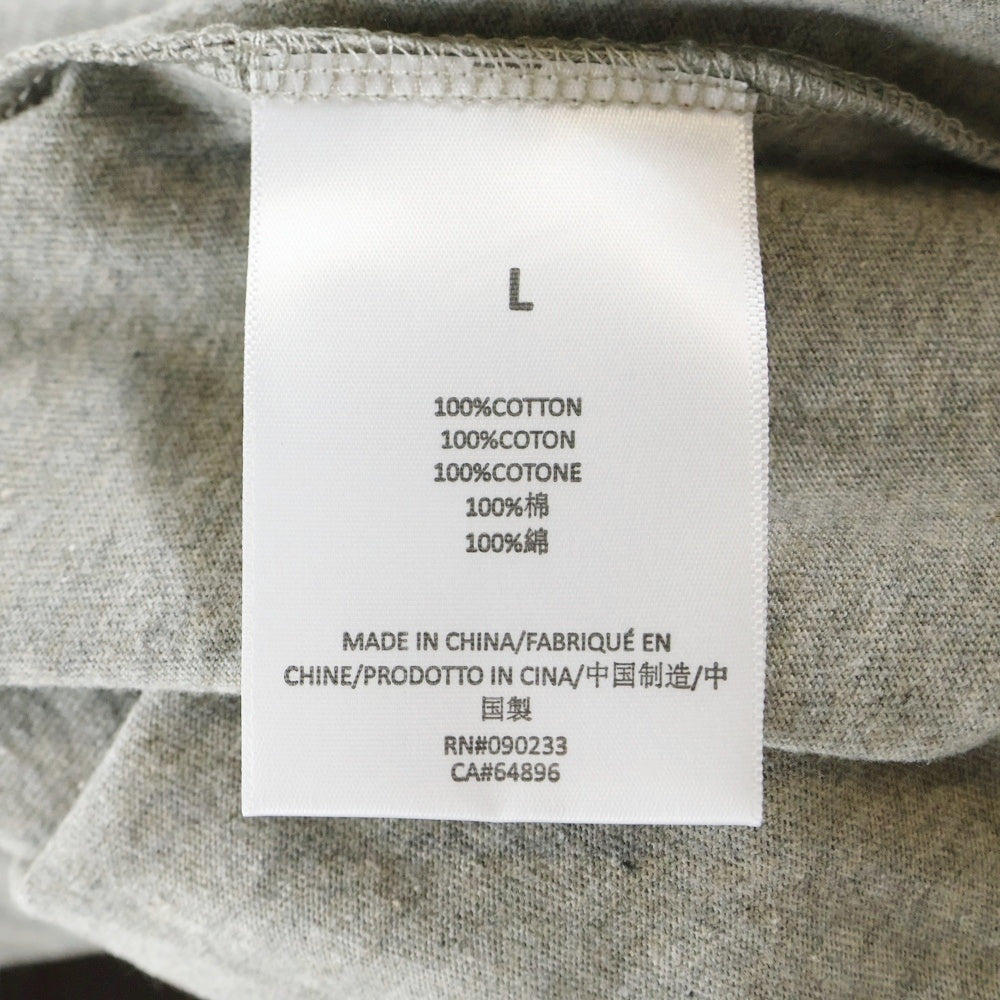 L
100%COTTON
100%COTON
100%COTONE
100%棉
100%綿
MADE IN CHINA/FABRIQUÉ EN
CHINE/PRODOTTO IN CINA/中国制造/中
国製
RN#090233
CA#64896